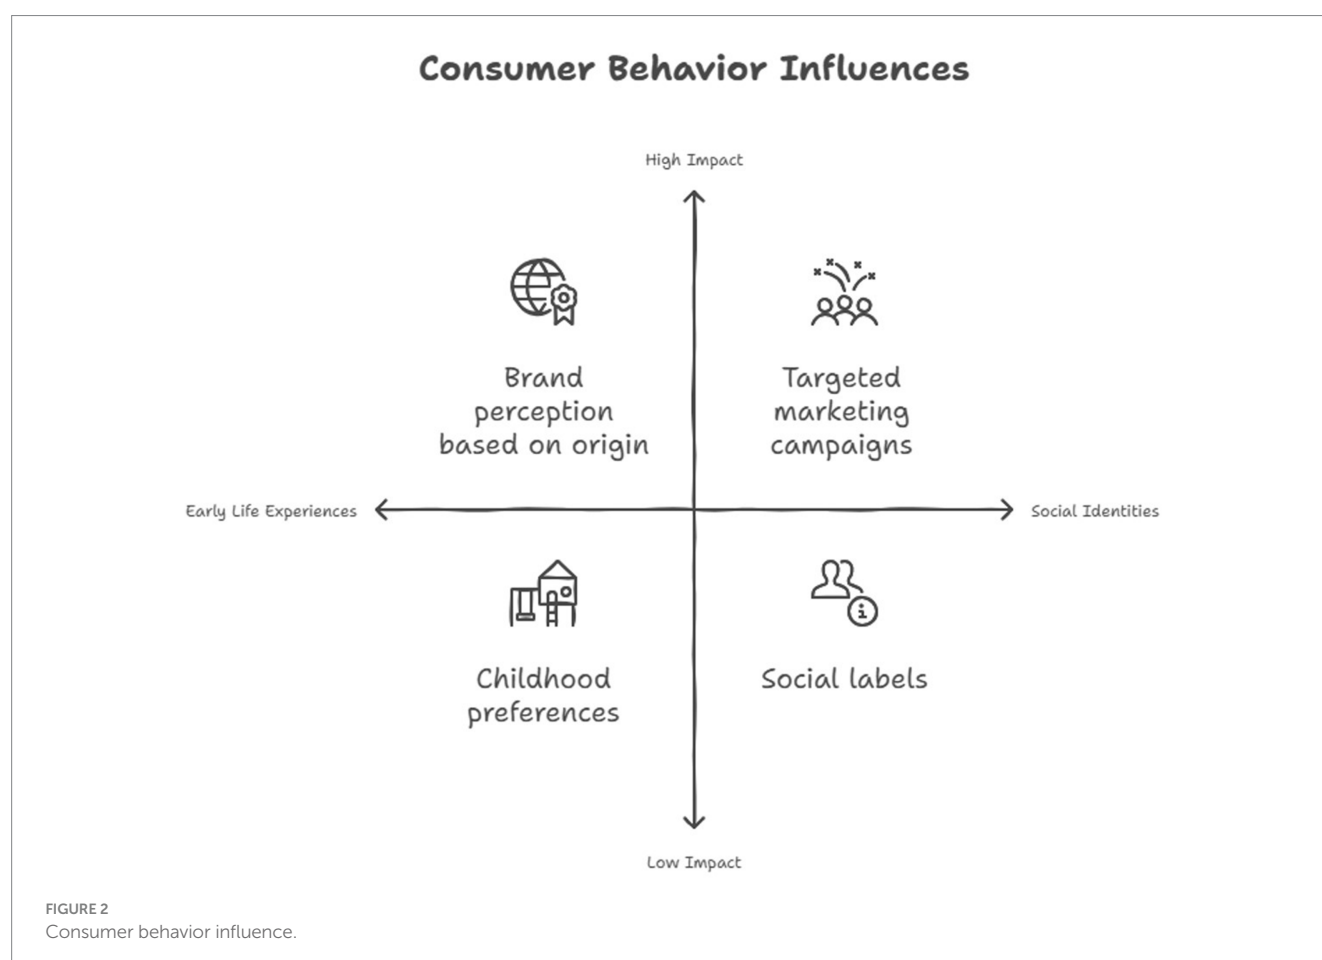 Consumer Behavior Influences
High Impact
Brand
perception
based on origin
Targeted
marketing
campaigns
Early Life Experiences
Social Identities
Childhood
preferences
Social labels
Low Impact
FIGURE 2
Consumer behavior influence.